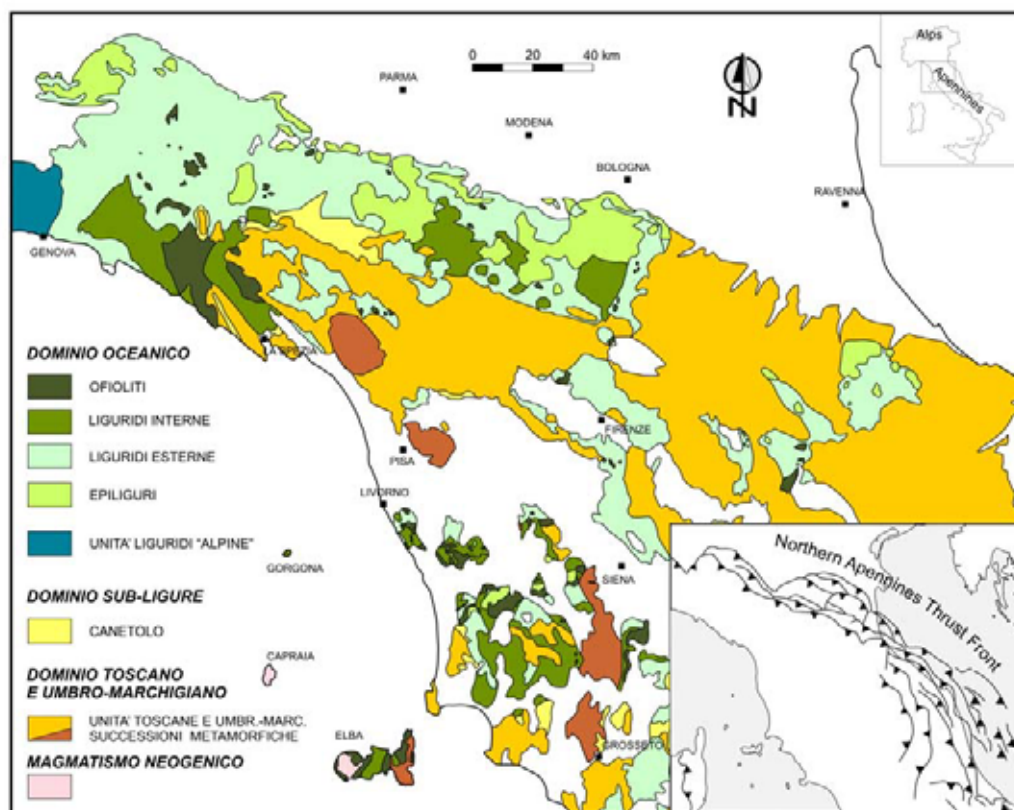 0 20 40 km
N
Alps
Apennines
PARMA
MODENA
BOLOGNA
RAVENNA
GENOVA
LA SPEZIA
FIRENZE
PISA
LIVORNO
SIENA
GORGONA
CAPRAIA
ELBA
GROSSETO
DOMINIO OCEANICO
OFIOLITI
LIGURIDI INTERNE
LIGURIDI ESTERNE
EPILIGURI
UNITA' LIGURIDI "ALPINE"
DOMINIO SUB-LIGURE
CANETOLO
DOMINIO TOSCANO
E UMBRO-MARCHIGIANO
UNITA' TOSCANE E UMBR.-MARC.
SUCCESSIONI METAMORFICHE
MAGMATISMO NEOGENICO
Northern Apennines Thrust Front